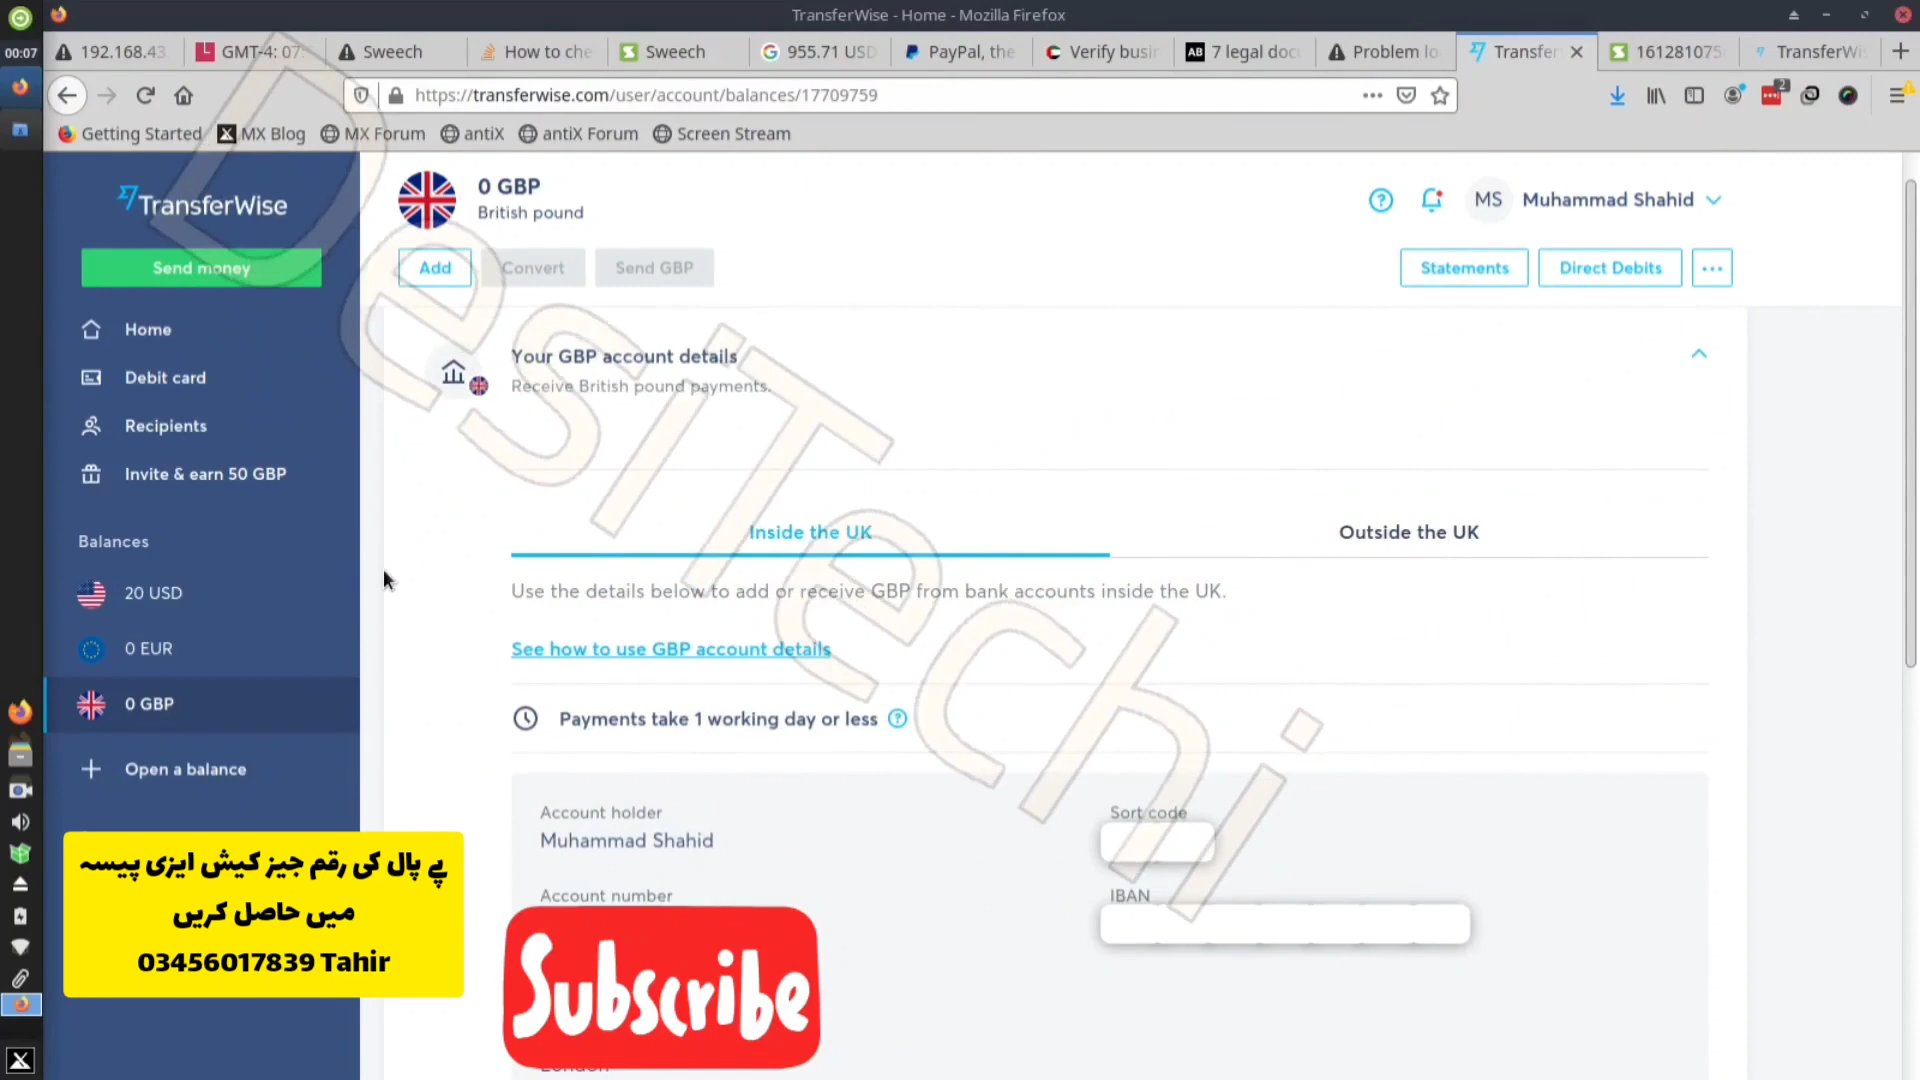 TransferWise - Home - Mozilla Firefox
00:07
192.168.43
GMT-4: 07:
Sweech
How to che
Sweech
955.71 USD
PayPal, the
Verify busin
7 legal docu
Problem lo
Transfer
161281075
TransferWi
https://transferwise.com/user/account/balances/17709759
2
Getting Started
MX Blog
MX Forum
antiX
antiX Forum
Screen Stream
TransferWise
Send money
Home
Debit card
Recipients
Invite & earn 50 GBP
Balances
20 USD
0 EUR
0 GBP
Open a balance
0 GBP
British pound
MS
Muhammad Shahid
Add
Convert
Send GBP
Statements
Direct Debits
Your GBP account details
Receive British pound payments.
Inside the UK
Outside the UK
Use the details below to add or receive GBP from bank accounts inside the UK.
See how to use GBP account details
Payments take 1 working day or less
Account holder
Muhammad Shahid
Sort code
Account number
IBAN
London
DesiTechi
پے پال کی رقم جیز کیش ایزی پیسہ
میں حاصل کریں
03456017839 Tahir
Subscribe